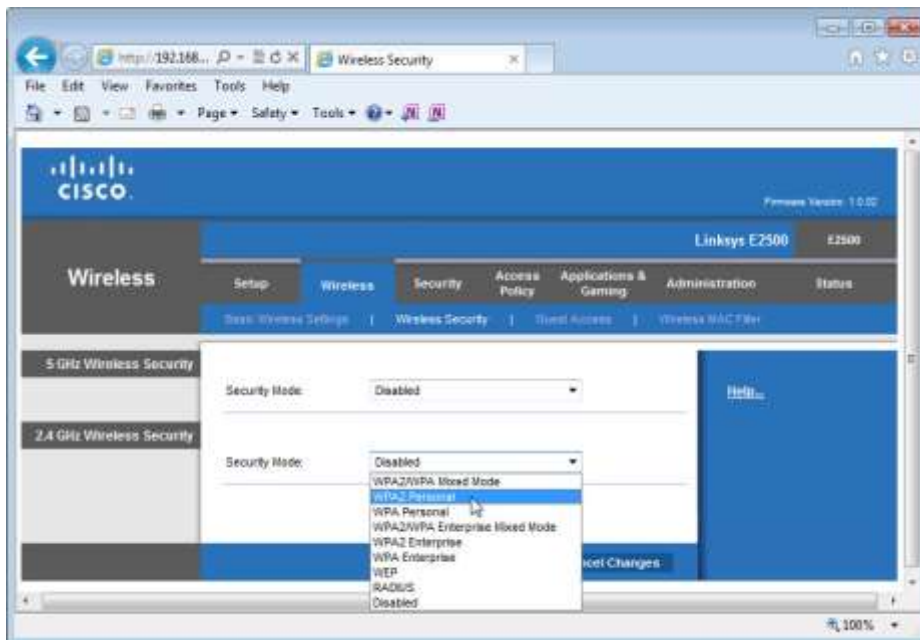 http://192.168... Wireless Security
File Edit View Favorites Tools Help
Page Safety Tools
CISCO
Firmware Version: 1.0.02
Linksys E2500 E2500
Wireless Setup Wireless Security Access Policy Applications & Gaming Administration Status
Basic Wireless Settings | Wireless Security | Guest Access | Wireless MAC Filter
5 GHz Wireless Security
Security Mode: Disabled
Help...
2.4 GHz Wireless Security
Security Mode: Disabled
WPA2/WPA Mixed Mode
WPA2 Personal
WPA Personal
WPA2/WPA Enterprise Mixed Mode
WPA2 Enterprise
WPA Enterprise
WEP
RADIUS
Disabled
Changes
100%